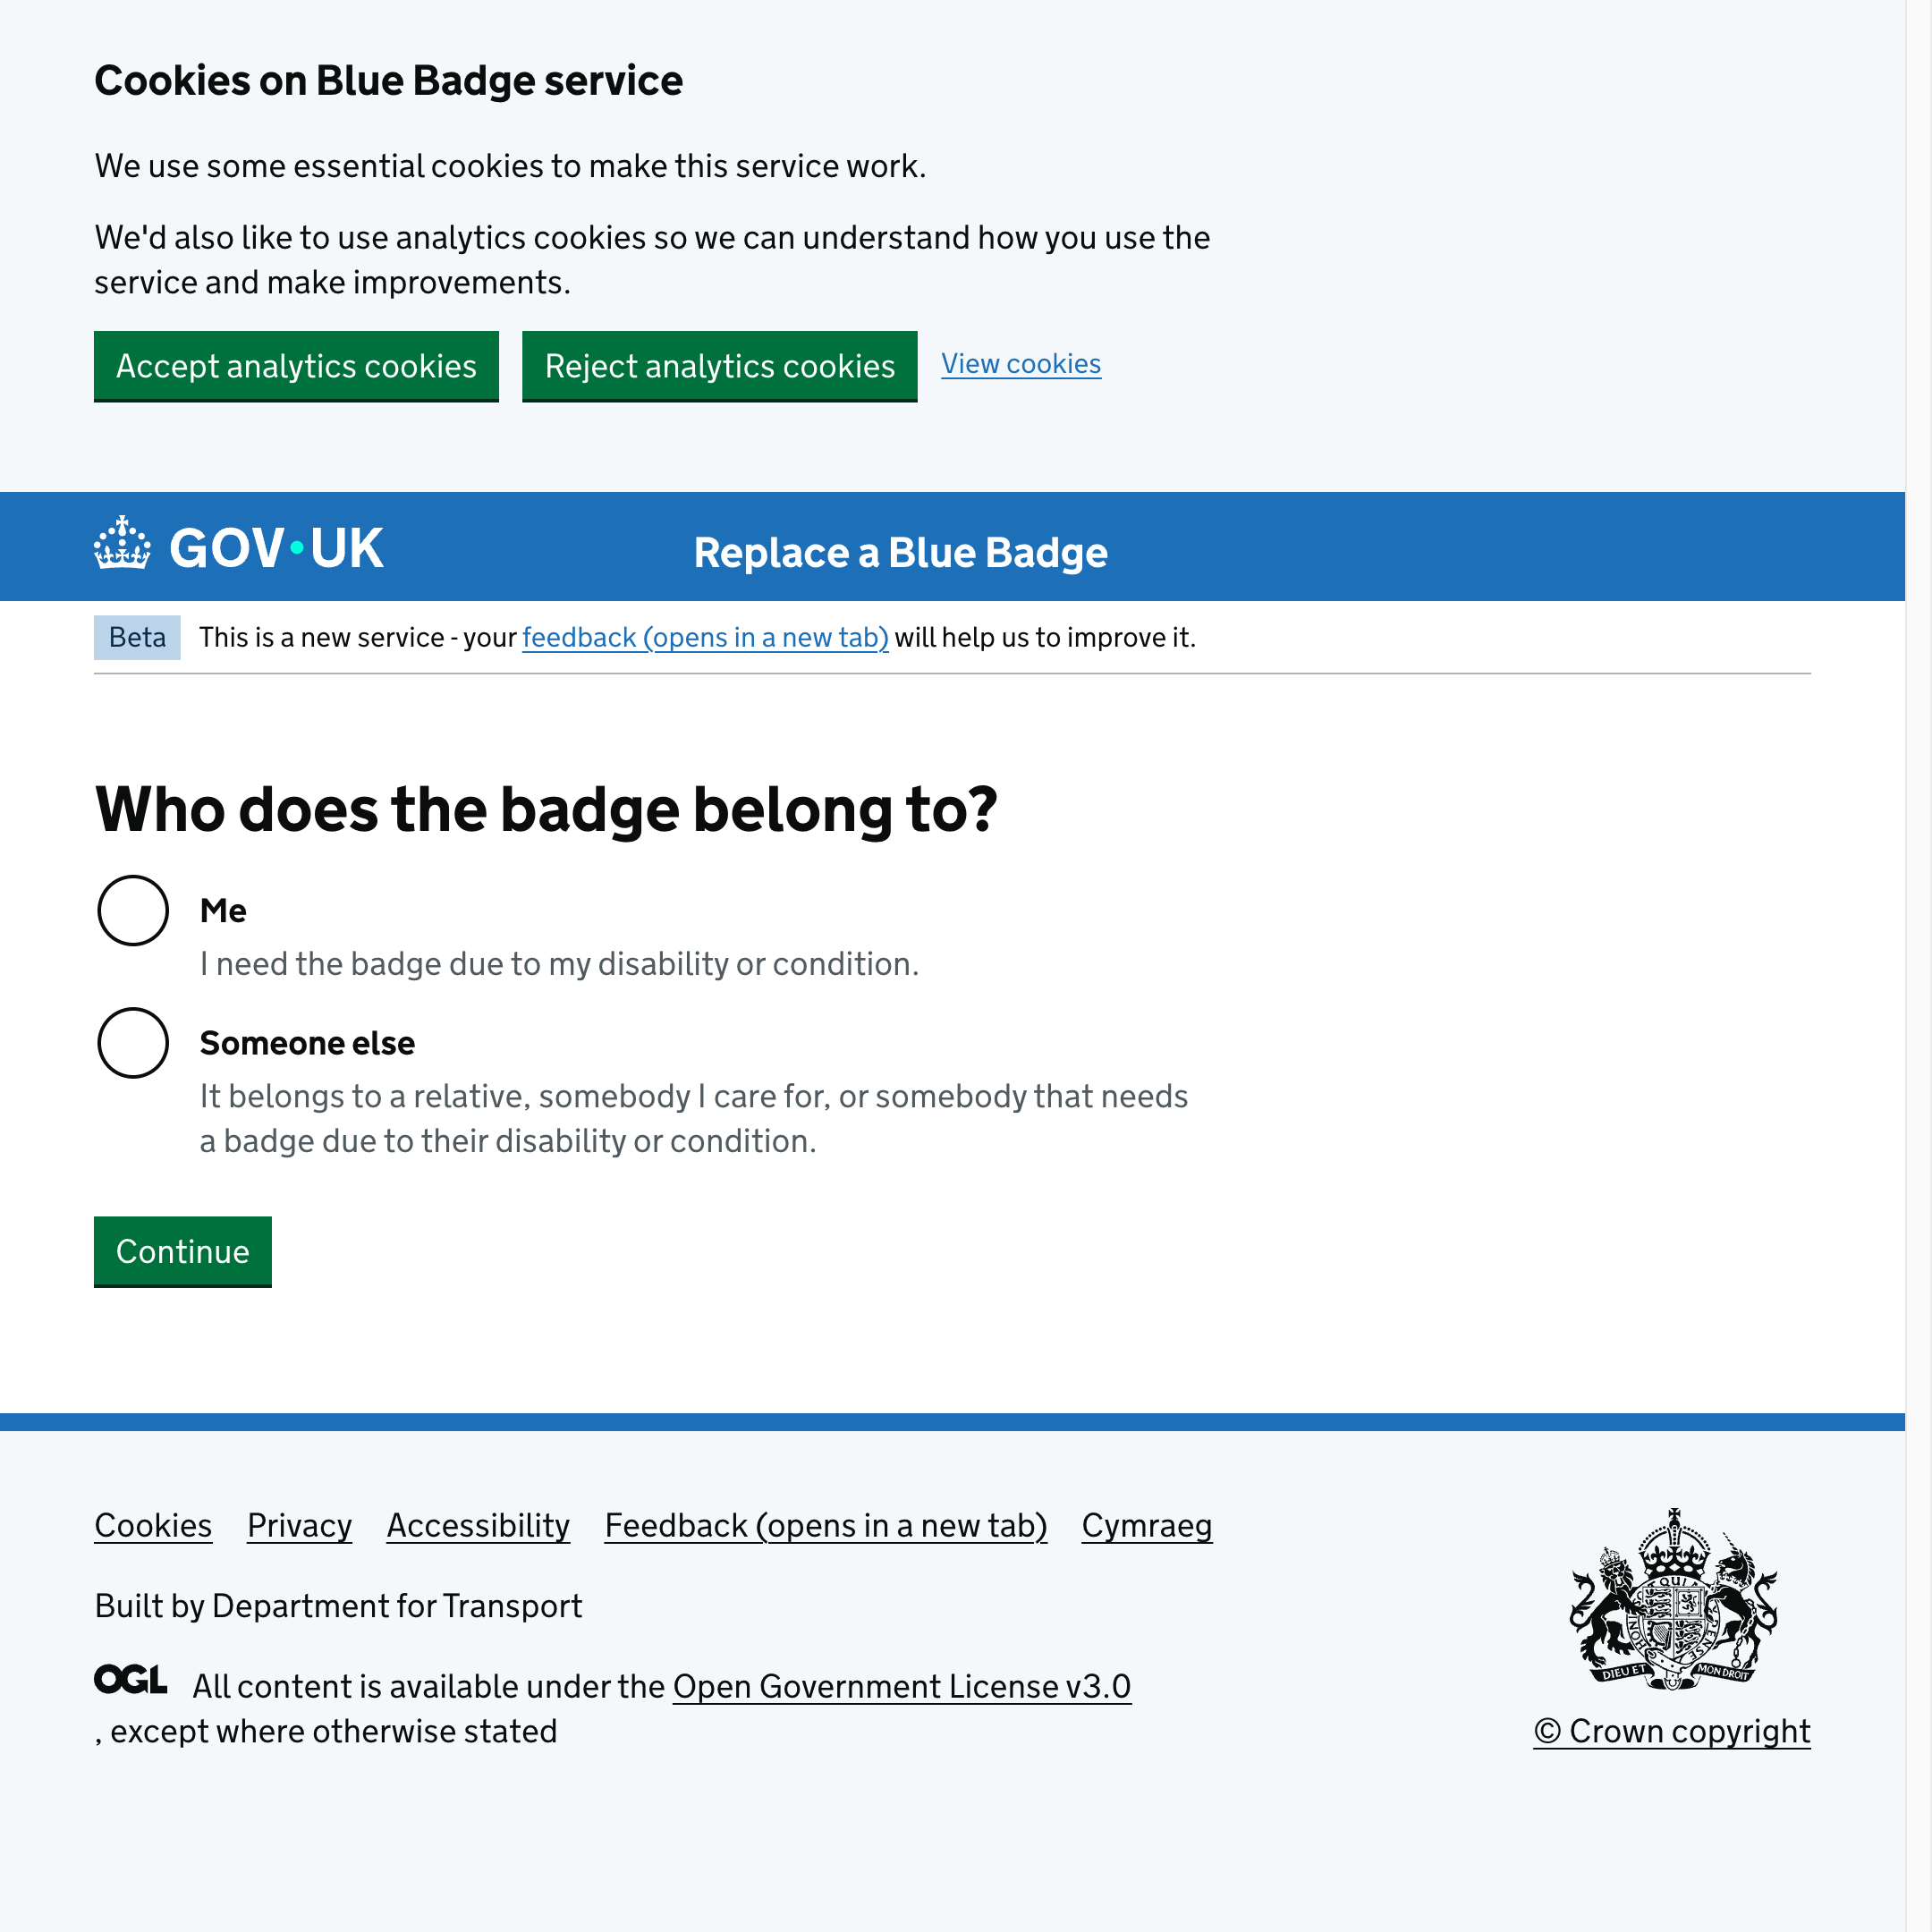 Cookies on Blue Badge service
We use some essential cookies to make this service work.
We'd also like to use analytics cookies so we can understand how you use the
service and make improvements.
Accept analytics cookies Reject analytics cookies View cookies
GOV·UK Replace a Blue Badge
Beta This is a new service - your feedback (opens in a new tab) will help us to improve it.
Who does the badge belong to?
Me
I need the badge due to my disability or condition.
Someone else
It belongs to a relative, somebody I care for, or somebody that needs
a badge due to their disability or condition.
Continue
Cookies Privacy Accessibility Feedback (opens in a new tab) Cymraeg
Built by Department for Transport
OGL All content is available under the Open Government License v3.0
, except where otherwise stated
DIEU ET MON DROIT
© Crown copyright